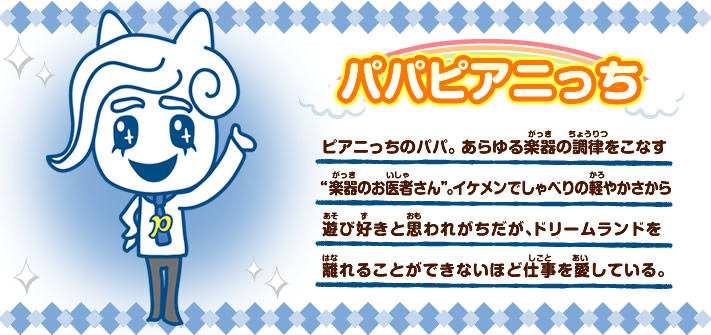 パパピアニっち
ピアニっちのパパ。あらゆる楽器の調律をこなす
“楽器のお医者さん”。イケメンでしゃべりの軽やかさから
遊び好きと思われがちだが、ドリームランドを
離れることができないほど仕事を愛している。